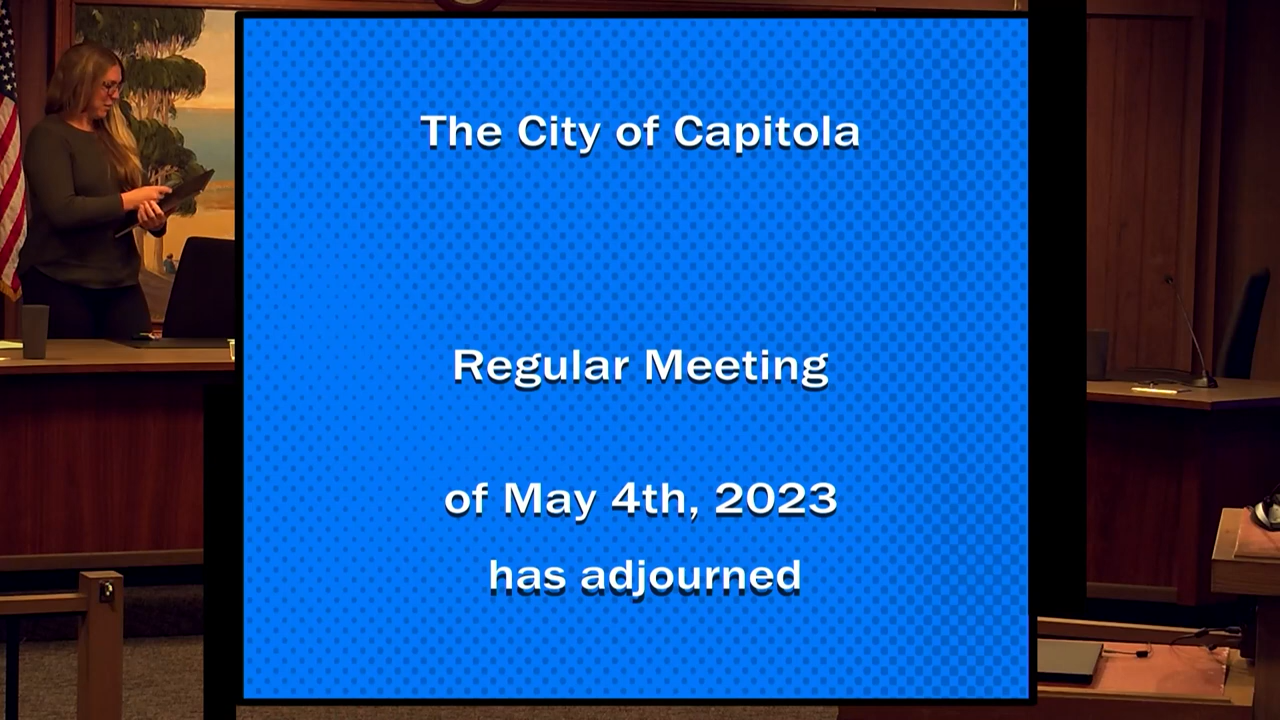 The City of Capitola
Regular Meeting
of May 4th, 2023
has adjourned